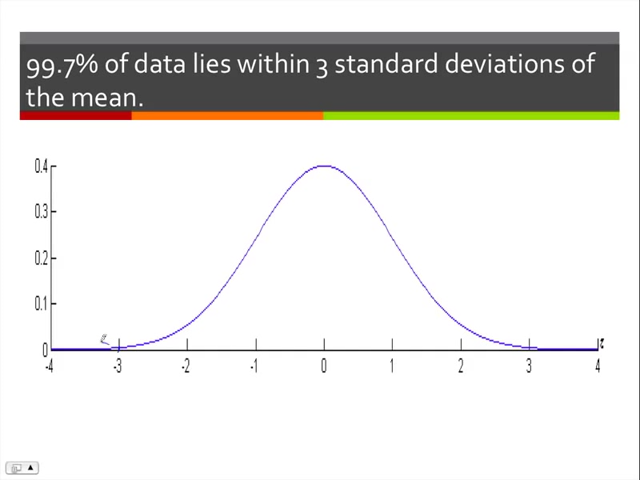 99.7% of data lies within 3 standard deviations of
the mean.
0.4
0.3
0.2
0.1
0
-4 -3 -2 -1 0 1 2 3 4
z